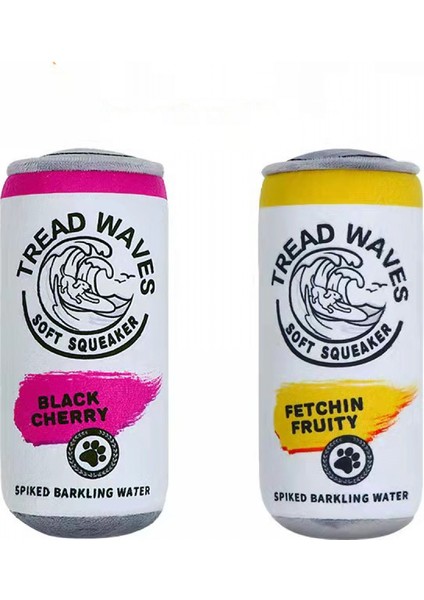 TREAD WAVES
SOFT SQUEAKER
BLACK
CHERRY
SPIKED BARKLING WATER
TREAD WAVES
SOFT SQUEAKER
FETCHIN
FRUITY
SPIKED BARKLING WATER